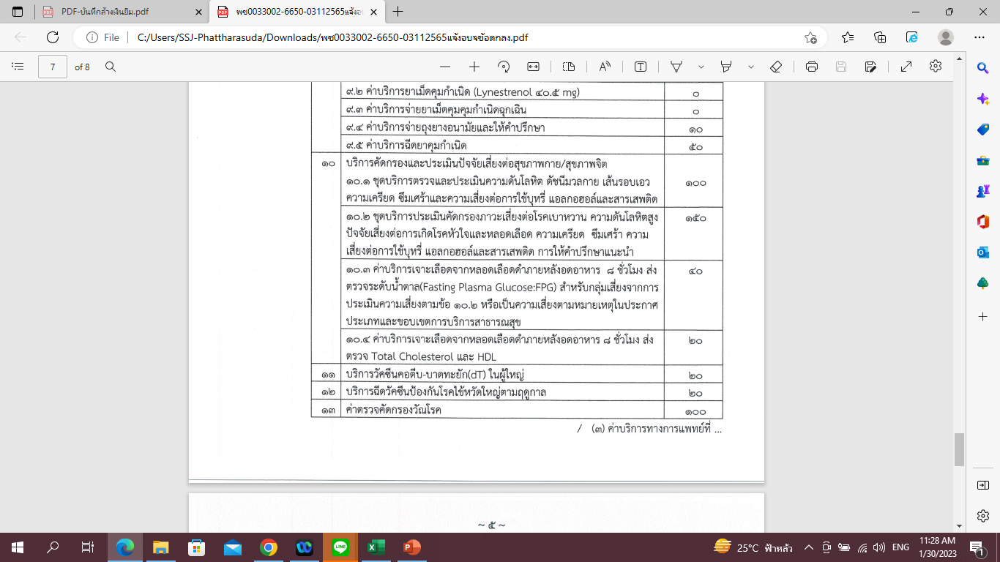 PDF-บันทึกล้างเงินยืม.pdf
พช0033002-6650-03112565แจ้งอบ
File
C:/Users/SSJ-Phattharasuda/Downloads/พช0033002-6650-03112565แจ้งอบจขัอตกลง.pdf
7 of 8
๙.๒ ค่าบริการยาเม็ดคุมกำเนิด (Lynestrenol ๔๐.๕ mg) ๐
๙.๓ ค่าบริการจ่ายยาเม็ดคุมคุมกำเนิดฉุกเฉิน ๐
๙.๔ ค่าบริการจ่ายถุงยางอนามัยและให้คำปรึกษา ๑๐
๙.๕ ค่าบริการฉีดยาคุมกำเนิด ๕๐
๑๐ บริการคัดกรองและประเมินปัจจัยเสี่ยงต่อสุขภาพกาย/สุขภาพจิต
๑๐.๑ ชุดบริการตรวจและประเมินความดันโลหิต ดัชนีมวลกาย เส้นรอบเอว ๑๐๐
ความเครียด ซึมเศร้าและความเสี่ยงต่อการใช้บุหรี่ แอลกอฮอล์และสารเสพติด
๑๐.๒ ชุดบริการประเมินคัดกรองภาวะเสี่ยงต่อโรคเบาหวาน ความดันโลหิตสูง ๑๕๐
ปัจจัยเสี่ยงต่อการเกิดโรคหัวใจและหลอดเลือด ความเครียด ซึมเศร้า ความ
เสี่ยงต่อการใช้บุหรี่ แอลกอฮอล์และสารเสพติด การให้คำปรึกษาแนะนำ
๑๐.๓ ค่าบริการเจาะเลือดจากหลอดเลือดดำภายหลังงดอาหาร ๘ ชั่วโมง ส่ง ๔๐
ตรวจระดับน้ำตาล(Fasting Plasma Glucose:FPG) สำหรับกลุ่มเสี่ยงจากการ
ประเมินความเสี่ยงตามข้อ ๑๐.๒ หรือเป็นความเสี่ยงตามหมายเหตุในประกาศ
ประเภทและขอบเขตการบริการสาธารณสุข
๑๐.๔ ค่าบริการเจาะเลือดจากหลอดเลือดดำภายหลังงดอาหาร ๘ ชั่วโมง ส่ง ๒๐
ตรวจ Total Cholesterol และ HDL
๑๑ บริการวัคซีนคอตีบ-บาดทะยัก(dT) ในผู้ใหญ่ ๒๐
๑๒ บริการฉีดวัคซีนป้องกันโรคไข้หวัดใหญ่ตามฤดูกาล ๒๐
๑๓ ค่าตรวจคัดกรองวัณโรค ๑๐๐
/ (๓) ค่าบริการทางการแพทย์ที่ ...
~ ๕ ~
25°C ฟ้าหลัว
ENG
11:28 AM
1/30/2023
1